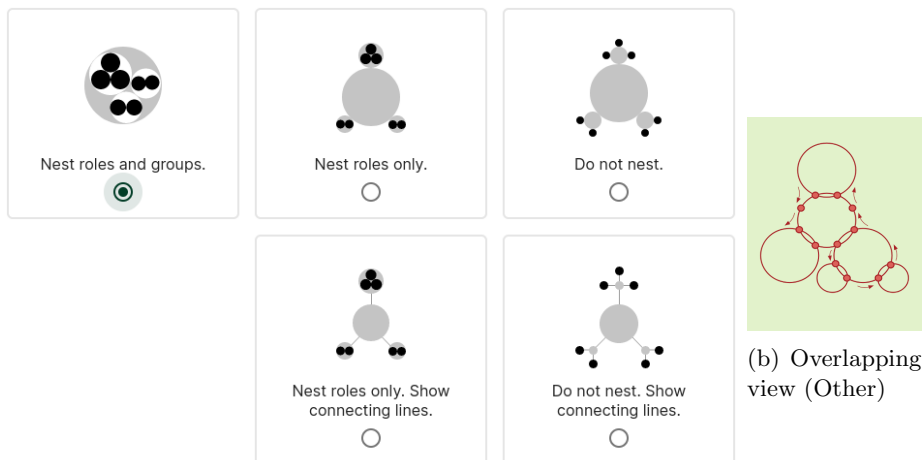 Nest roles and groups.
Nest roles only.
Do not nest.
Nest roles only. Show
connecting lines.
Do not nest. Show
connecting lines.
(b) Overlapping
view (Other)